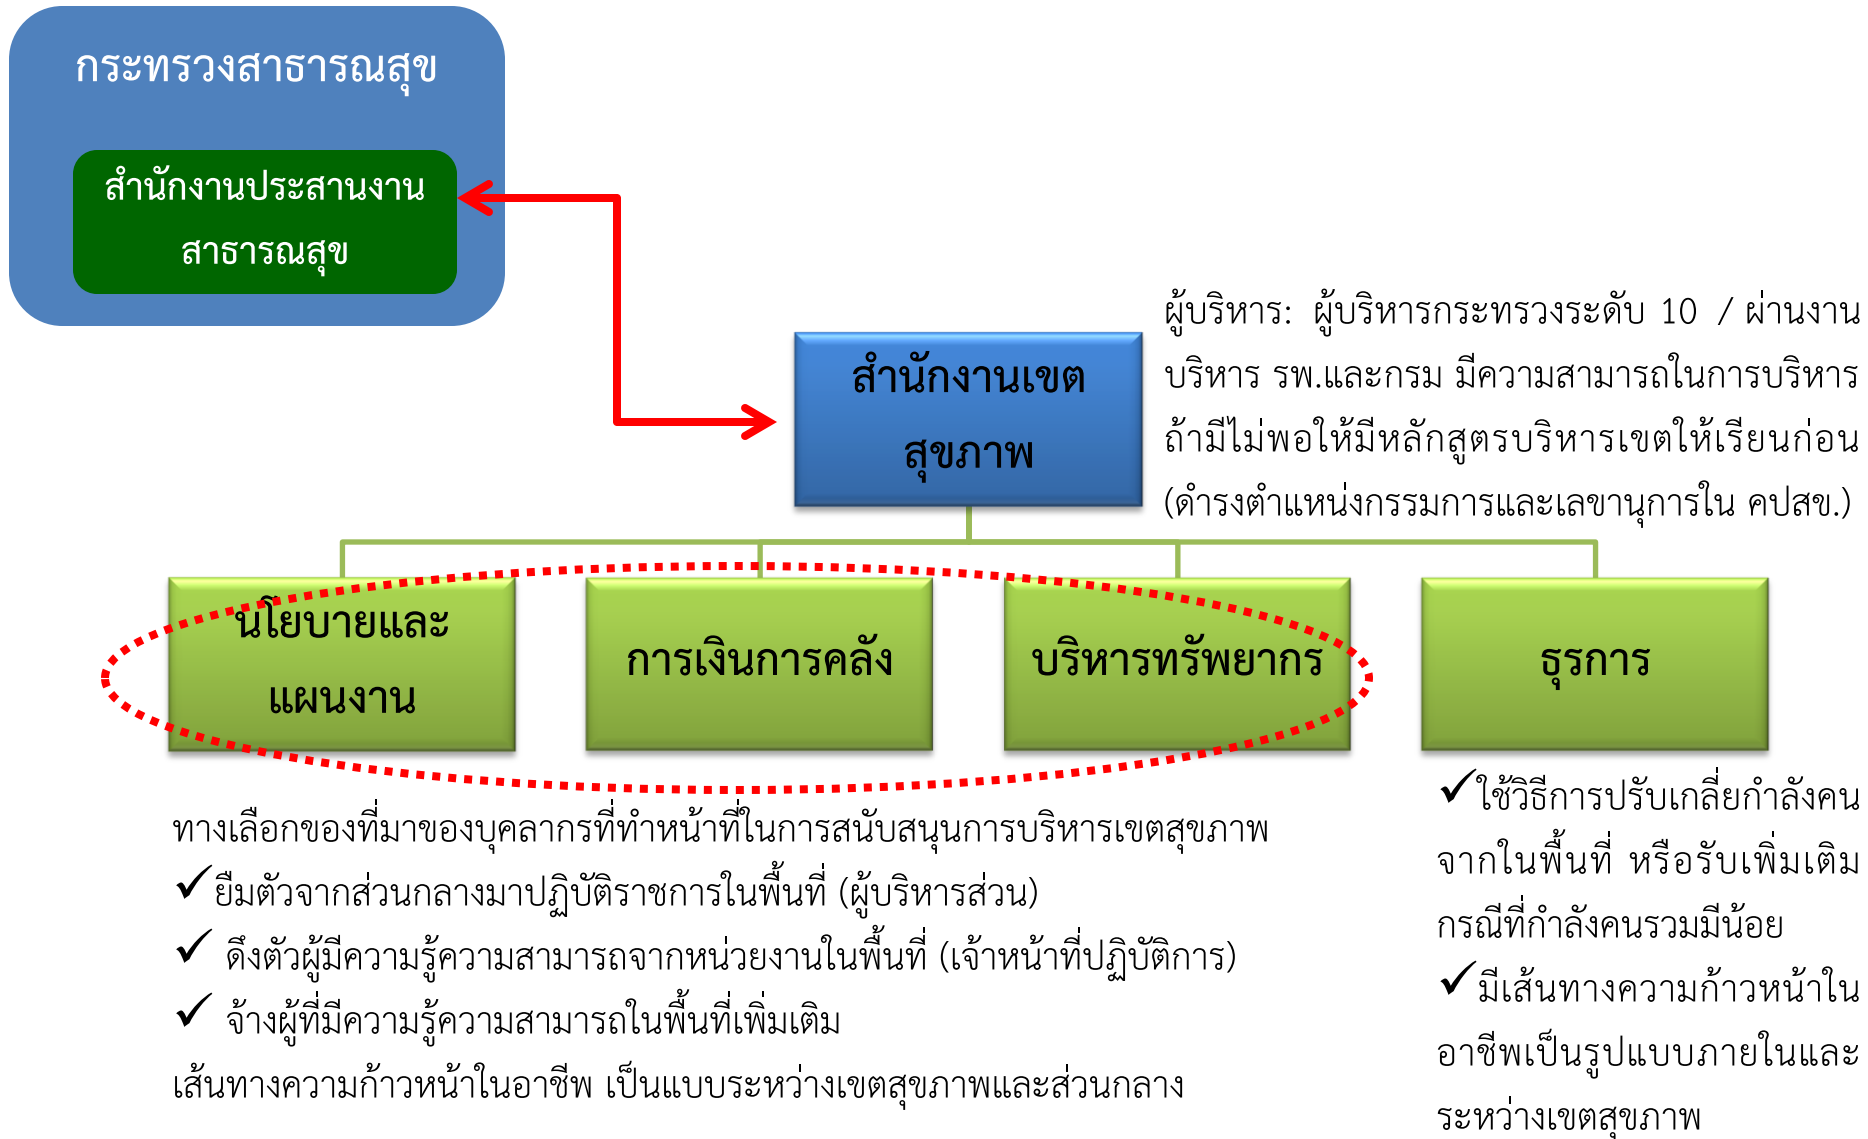 กระทรวงสาธารณสุข
สำนักงานประสานงาน
สาธารณสุข
สำนักงานเขต
สุขภาพ
ผู้บริหาร: ผู้บริหารกระทรวงระดับ 10 / ผ่านงาน
บริหาร รพ.และกรม มีความสามารถในการบริหาร
ถ้ามีไม่พอให้มีหลักสูตรบริหารเขตให้เรียนก่อน
(ดำรงตำแหน่งกรรมการและเลขานุการใน คปสข.)
นโยบายและ
แผนงาน
การเงินการคลัง
บริหารทรัพยากร
ธุรการ
ทางเลือกของที่มาของบุคลากรที่ทำหน้าที่ในการสนับสนุนการบริหารเขตสุขภาพ
✓ยืมตัวจากส่วนกลางมาปฏิบัติราชการในพื้นที่ (ผู้บริหารส่วน)
✓ ดึงตัวผู้มีความรู้ความสามารถจากหน่วยงานในพื้นที่ (เจ้าหน้าที่ปฏิบัติการ)
✓ จ้างผู้ที่มีความรู้ความสามารถในพื้นที่เพิ่มเติม
เส้นทางความก้าวหน้าในอาชีพ เป็นแบบระหว่างเขตสุขภาพและส่วนกลาง
✓ใช้วิธีการปรับเกลี่ยกำลังคน
จากในพื้นที่ หรือรับเพิ่มเติม
กรณีที่กำลังคนรวมมีน้อย
✓มีเส้นทางความก้าวหน้าใน
อาชีพเป็นรูปแบบภายในและ
ระหว่างเขตสุขภาพ